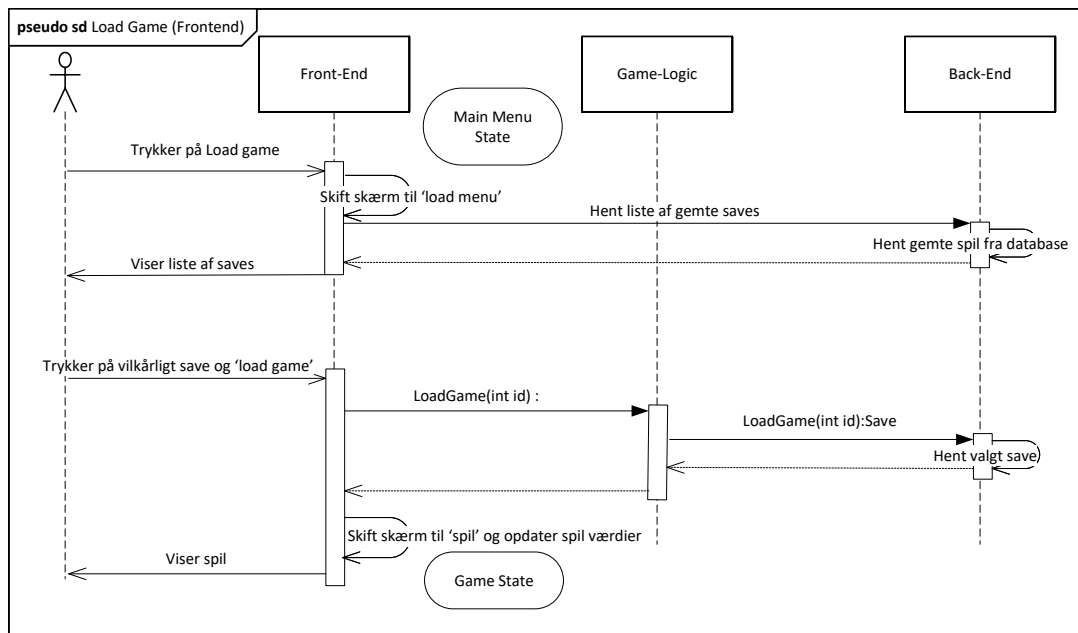 pseudo sd Load Game (Frontend)
Front-End
Game-Logic
Back-End
Main Menu
State
Trykker på Load game
Skift skærm til ‘load menu’
Hent liste af gemte saves
Hent gemte spil fra database
Viser liste af saves
Trykker på vilkårligt save og ‘load game’
LoadGame(int id) :
LoadGame(int id):Save
Hent valgt save
Skift skærm til ‘spil’ og opdater spil værdier
Viser spil
Game State